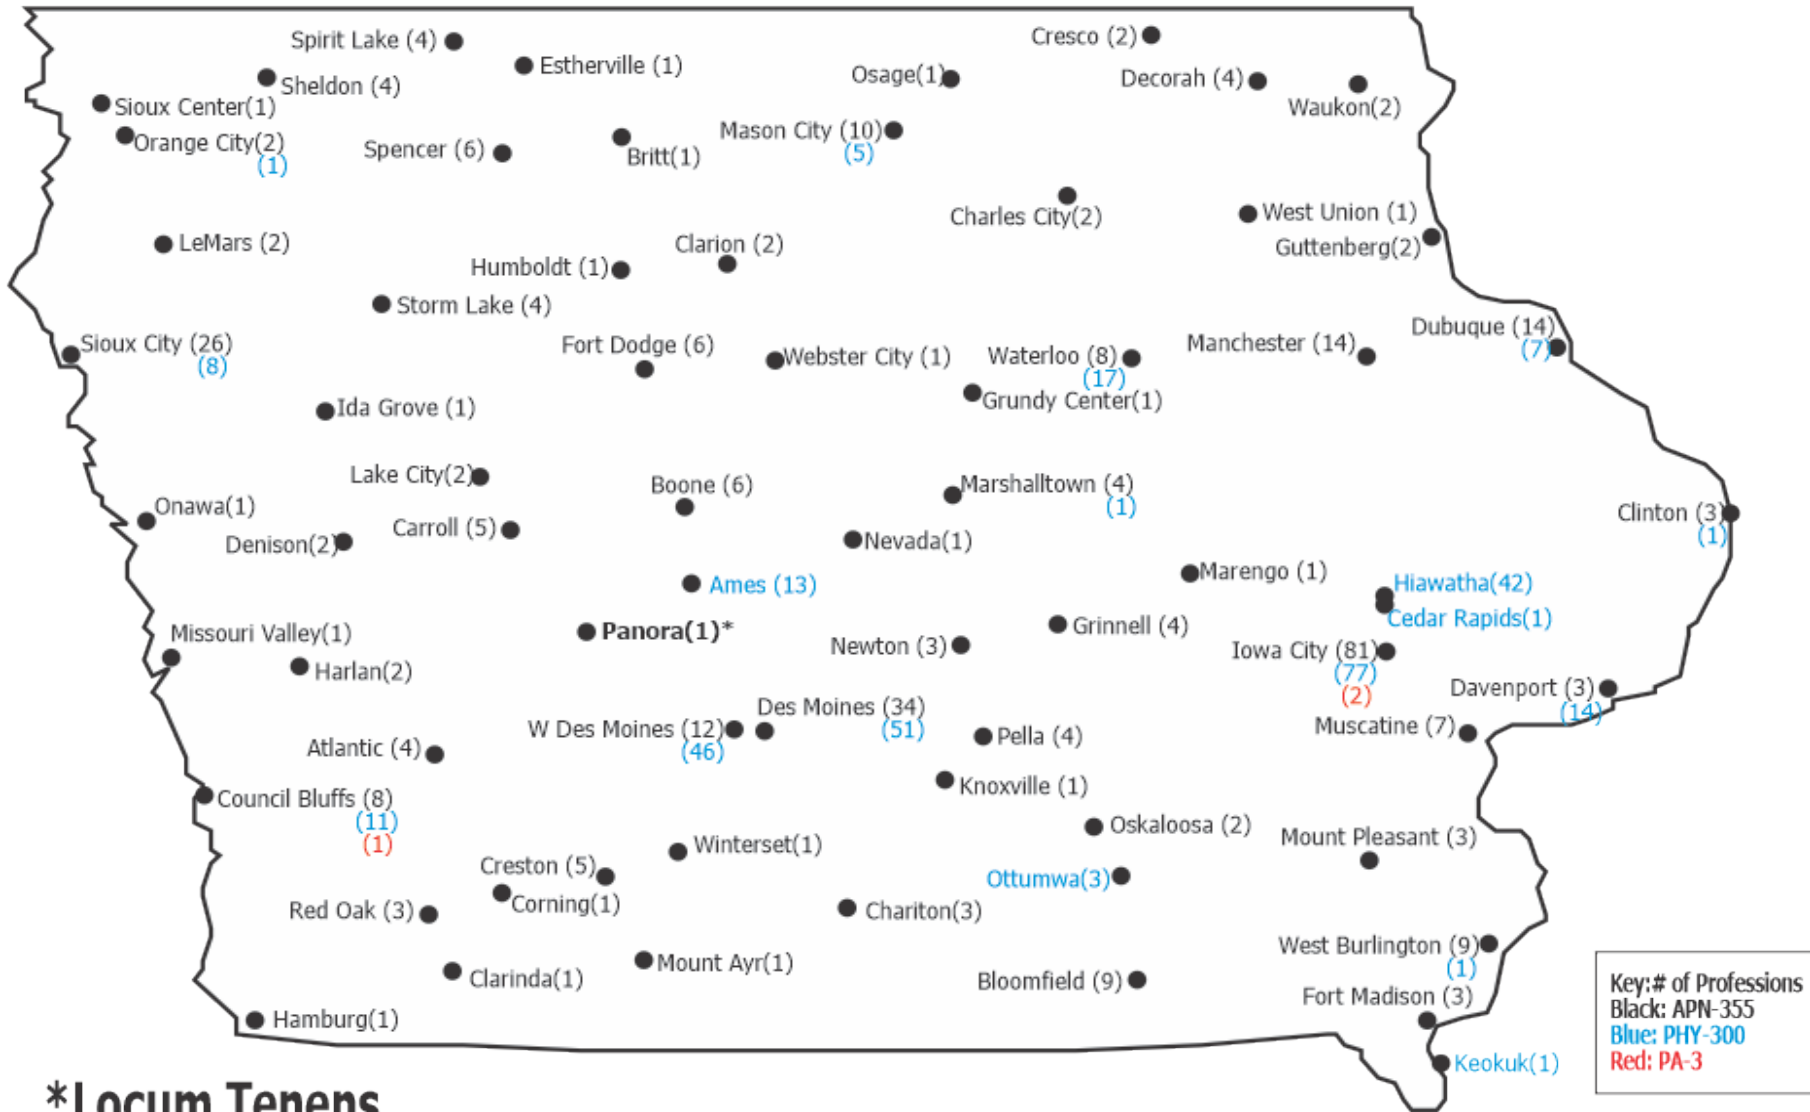 Spirit Lake (4)
Cresco (2)
Estherville (1)
Osage(1)
Decorah (4)
Sheldon (4)
Waukon(2)
Sioux Center(1)
Orange City(2)
(1)
Spencer (6)
Britt(1)
Mason City (10)
(5)
Charles City(2)
West Union (1)
Guttenberg(2)
LeMars (2)
Clarion (2)
Humboldt (1)
Storm Lake (4)
Dubuque (14)
(7)
Sioux City (26)
(8)
Fort Dodge (6)
Webster City (1)
Waterloo (8)
(17)
Manchester (14)
Grundy Center(1)
Ida Grove (1)
Lake City(2)
Boone (6)
Marshalltown (4)
(1)
Onawa(1)
Clinton (3)
(1)
Carroll (5)
Denison(2)
Nevada(1)
Marengo (1)
Ames (13)
Hiawatha(42)
Cedar Rapids(1)
Missouri Valley(1)
Panora(1)*
Grinnell (4)
Newton (3)
Iowa City (81)
(77)
(2)
Harlan(2)
Davenport (3)
(14)
Des Moines (34)
(51)
W Des Moines (12)
(46)
Pella (4)
Muscatine (7)
Atlantic (4)
Knoxville (1)
Council Bluffs (8)
(11)
(1)
Oskaloosa (2)
Mount Pleasant (3)
Winterset(1)
Creston (5)
Ottumwa(3)
Corning(1)
Red Oak (3)
Chariton(3)
West Burlington (9)
(1)
Mount Ayr(1)
Clarinda(1)
Bloomfield (9)
Fort Madison (3)
Hamburg(1)
Keokuk(1)
Key:# of Professions
Black: APN-355
Blue: PHY-300
Red: PA-3
*Locum Tenens